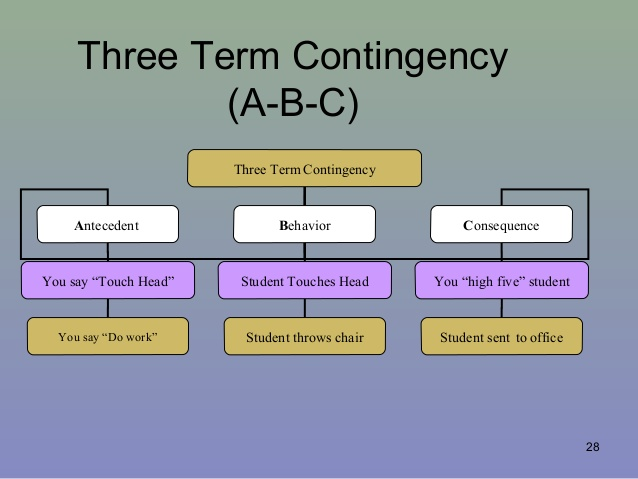 Three Term Contingency
(A-B-C)
Three Term Contingency
Antecedent
Behavior
Consequence
You say “Touch Head”
Student Touches Head
You “high five” student
You say “Do work”
Student throws chair
Student sent to office
28